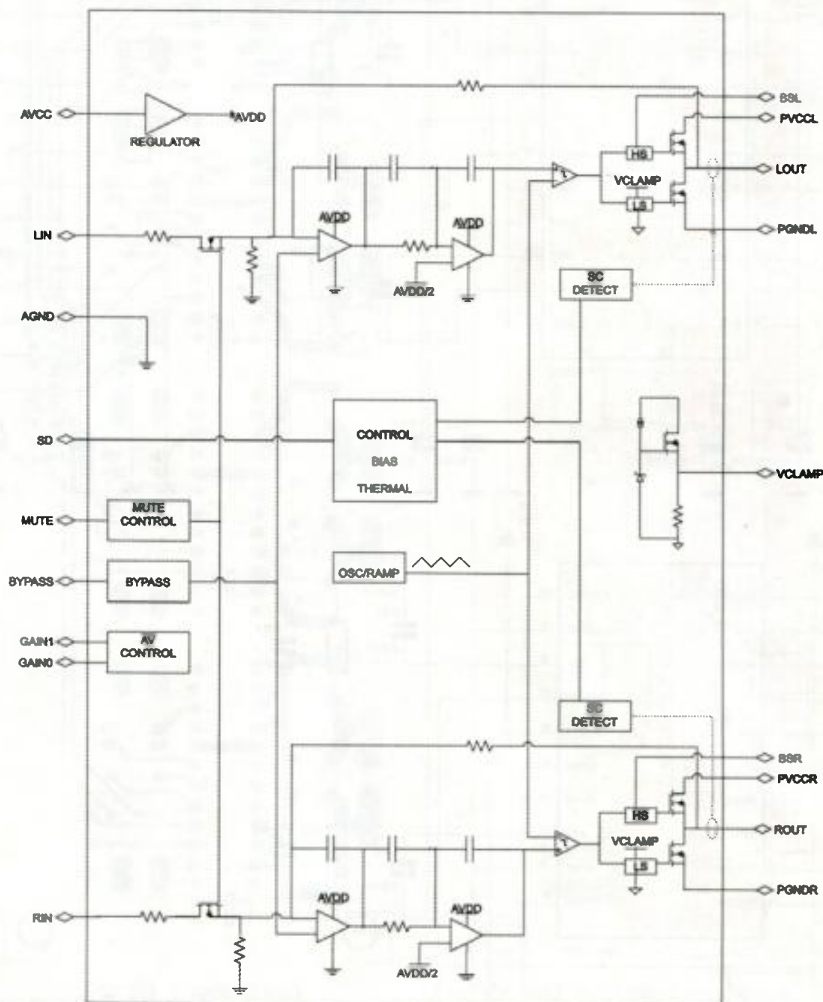 BSL
AVCC
AVDD
PVCCL
REGULATOR
HS
AVDD
VCLAMP
LOUT
AVDD
LS
LIN
PGNDL
AVDD/2
SC
DETECT
AGND
CONTROL
BIAS
THERMAL
SD
VCLAMP
MUTE
MUTE
CONTROL
BYPASS
BYPASS
OSC/RAMP
GAIN1
GAIN0
AV
CONTROL
SC
DETECT
BSR
PVCCR
HS
VCLAMP
ROUT
LS
AVDD
AVDD
PGNDR
RIN
AVDD/2